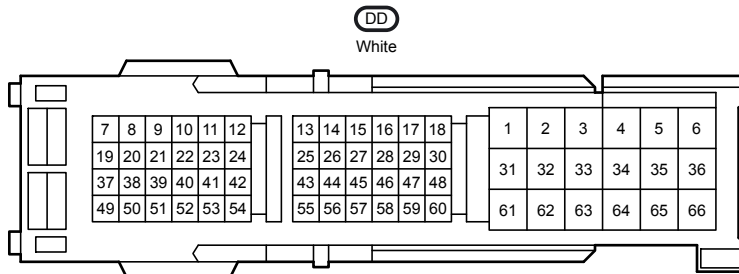 DD
White
7 8 9 10 11 12 13 14 15 16 17 18 1 2 3 4 5 6
19 20 21 22 23 24 25 26 27 28 29 30 31 32 33 34 35 36
37 38 39 40 41 42 43 44 45 46 47 48
49 50 51 52 53 54 55 56 57 58 59 60 61 62 63 64 65 66